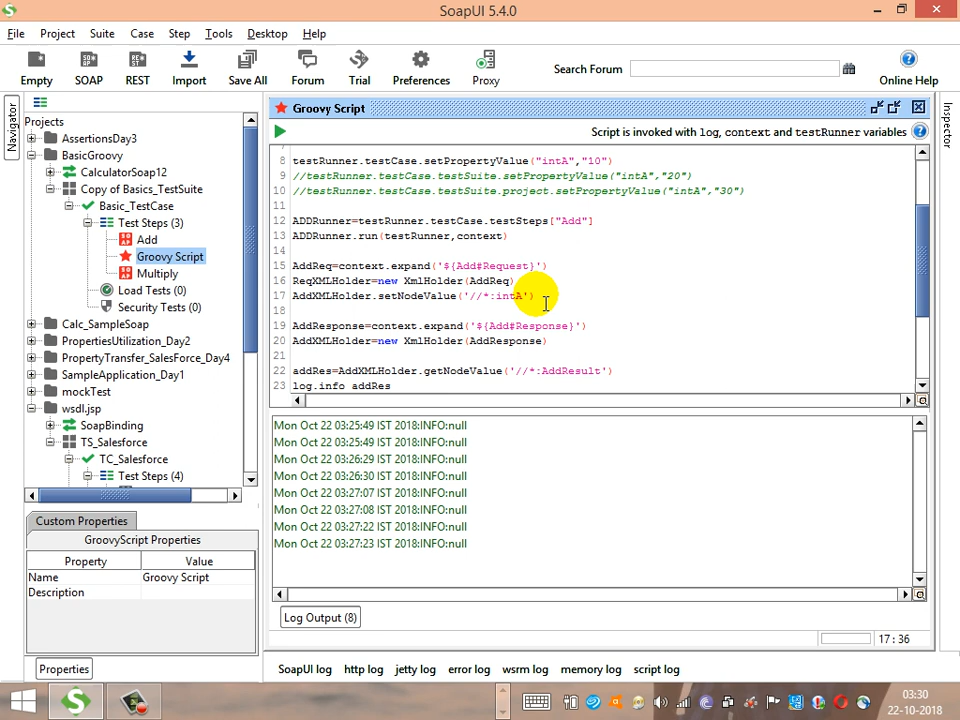 SoapUI 5.4.0
File Project Suite Case Step Tools Desktop Help
Empty SOAP REST Import Save All Forum Trial Preferences Proxy Search Forum Online Help
Navigator
Projects
AssertionsDay3
BasicGroovy
CalculatorSoap12
Copy of Basics_TestSuite
Basic_TestCase
Test Steps (3)
Add
Groovy Script
Multiply
Load Tests (0)
Security Tests (0)
Calc_SampleSoap
PropertiesUtilization_Day2
PropertyTransfer_SalesForce_Day4
SampleApplication_Day1
mockTest
wsdl.jsp
SoapBinding
TS_Salesforce
TC_Salesforce
Test Steps (4)
Custom Properties
GroovyScript Properties
Property Value
Name Groovy Script
Description
Properties
Groovy Script
Script is invoked with log, context and testRunner variables
8 testRunner.testCase.setPropertyValue("intA","10")
9 //testRunner.testCase.testSuite.setPropertyValue("intA","20")
10 //testRunner.testCase.testSuite.project.setPropertyValue("intA","30")
11
12 ADDRunner=testRunner.testCase.testSteps["Add"]
13 ADDRunner.run(testRunner,context)
14
15 AddReq=context.expand('${Add#Request}')
16 ReqXMLHolder=new XmlHolder(AddReq)
17 AddXMLHolder.setNodeValue('//*:intA')
18
19 AddResponse=context.expand('${Add#Response}')
20 AddXMLHolder=new XmlHolder(AddResponse)
21
22 addRes=AddXMLHolder.getNodeValue('//*:AddResult')
23 log.info addRes
Mon Oct 22 03:25:49 IST 2018:INFO:null
Mon Oct 22 03:25:49 IST 2018:INFO:null
Mon Oct 22 03:26:29 IST 2018:INFO:null
Mon Oct 22 03:26:30 IST 2018:INFO:null
Mon Oct 22 03:27:07 IST 2018:INFO:null
Mon Oct 22 03:27:08 IST 2018:INFO:null
Mon Oct 22 03:27:22 IST 2018:INFO:null
Mon Oct 22 03:27:23 IST 2018:INFO:null
Log Output (8)
17 : 36
Inspector
SoapUI log http log jetty log error log wsrm log memory log script log
03:30
22-10-2018